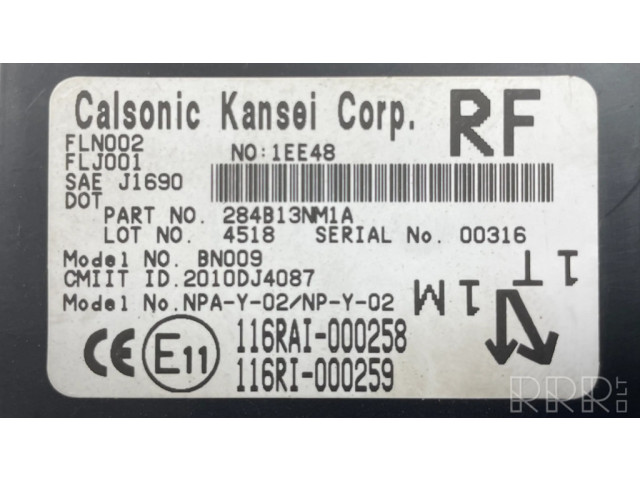 Calsonic Kansei Corp. RF
FLN002
FLJ001 NO:1EE48
SAE J1690
DOT
PART NO. 284B13NM1A
LOT NO. 4518 SERIAL No. 00316
Model NO. BN009
CMIIT ID.2010DJ4087
Model No.NPA-Y-02/NP-Y-02
1M
1T
CE E11 116RAI-000258
116RI-000259
RRR.LT